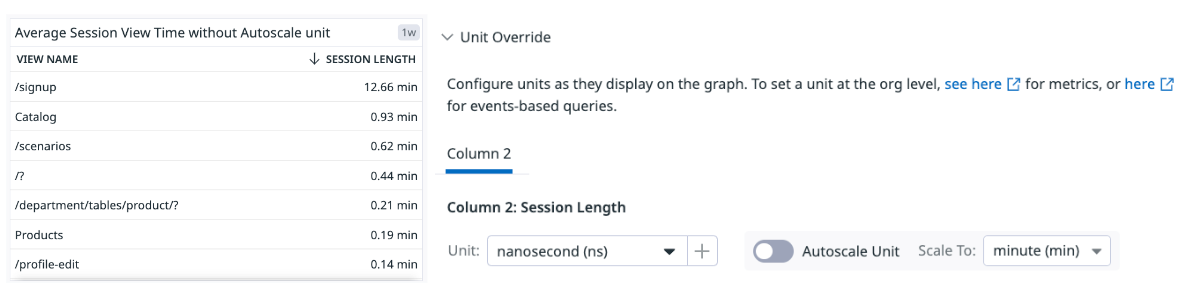 Average Session View Time without Autoscale unit 1w
VIEW NAME SESSION LENGTH
/signup 12.66 min
Catalog 0.93 min
/scenarios 0.62 min
/? 0.44 min
/department/tables/product/? 0.21 min
Products 0.19 min
/profile-edit 0.14 min
Unit Override
Configure units as they display on the graph. To set a unit at the org level, see here for metrics, or here
for events-based queries.
Column 2
Column 2: Session Length
Unit: nanosecond (ns) + Autoscale Unit Scale To: minute (min)